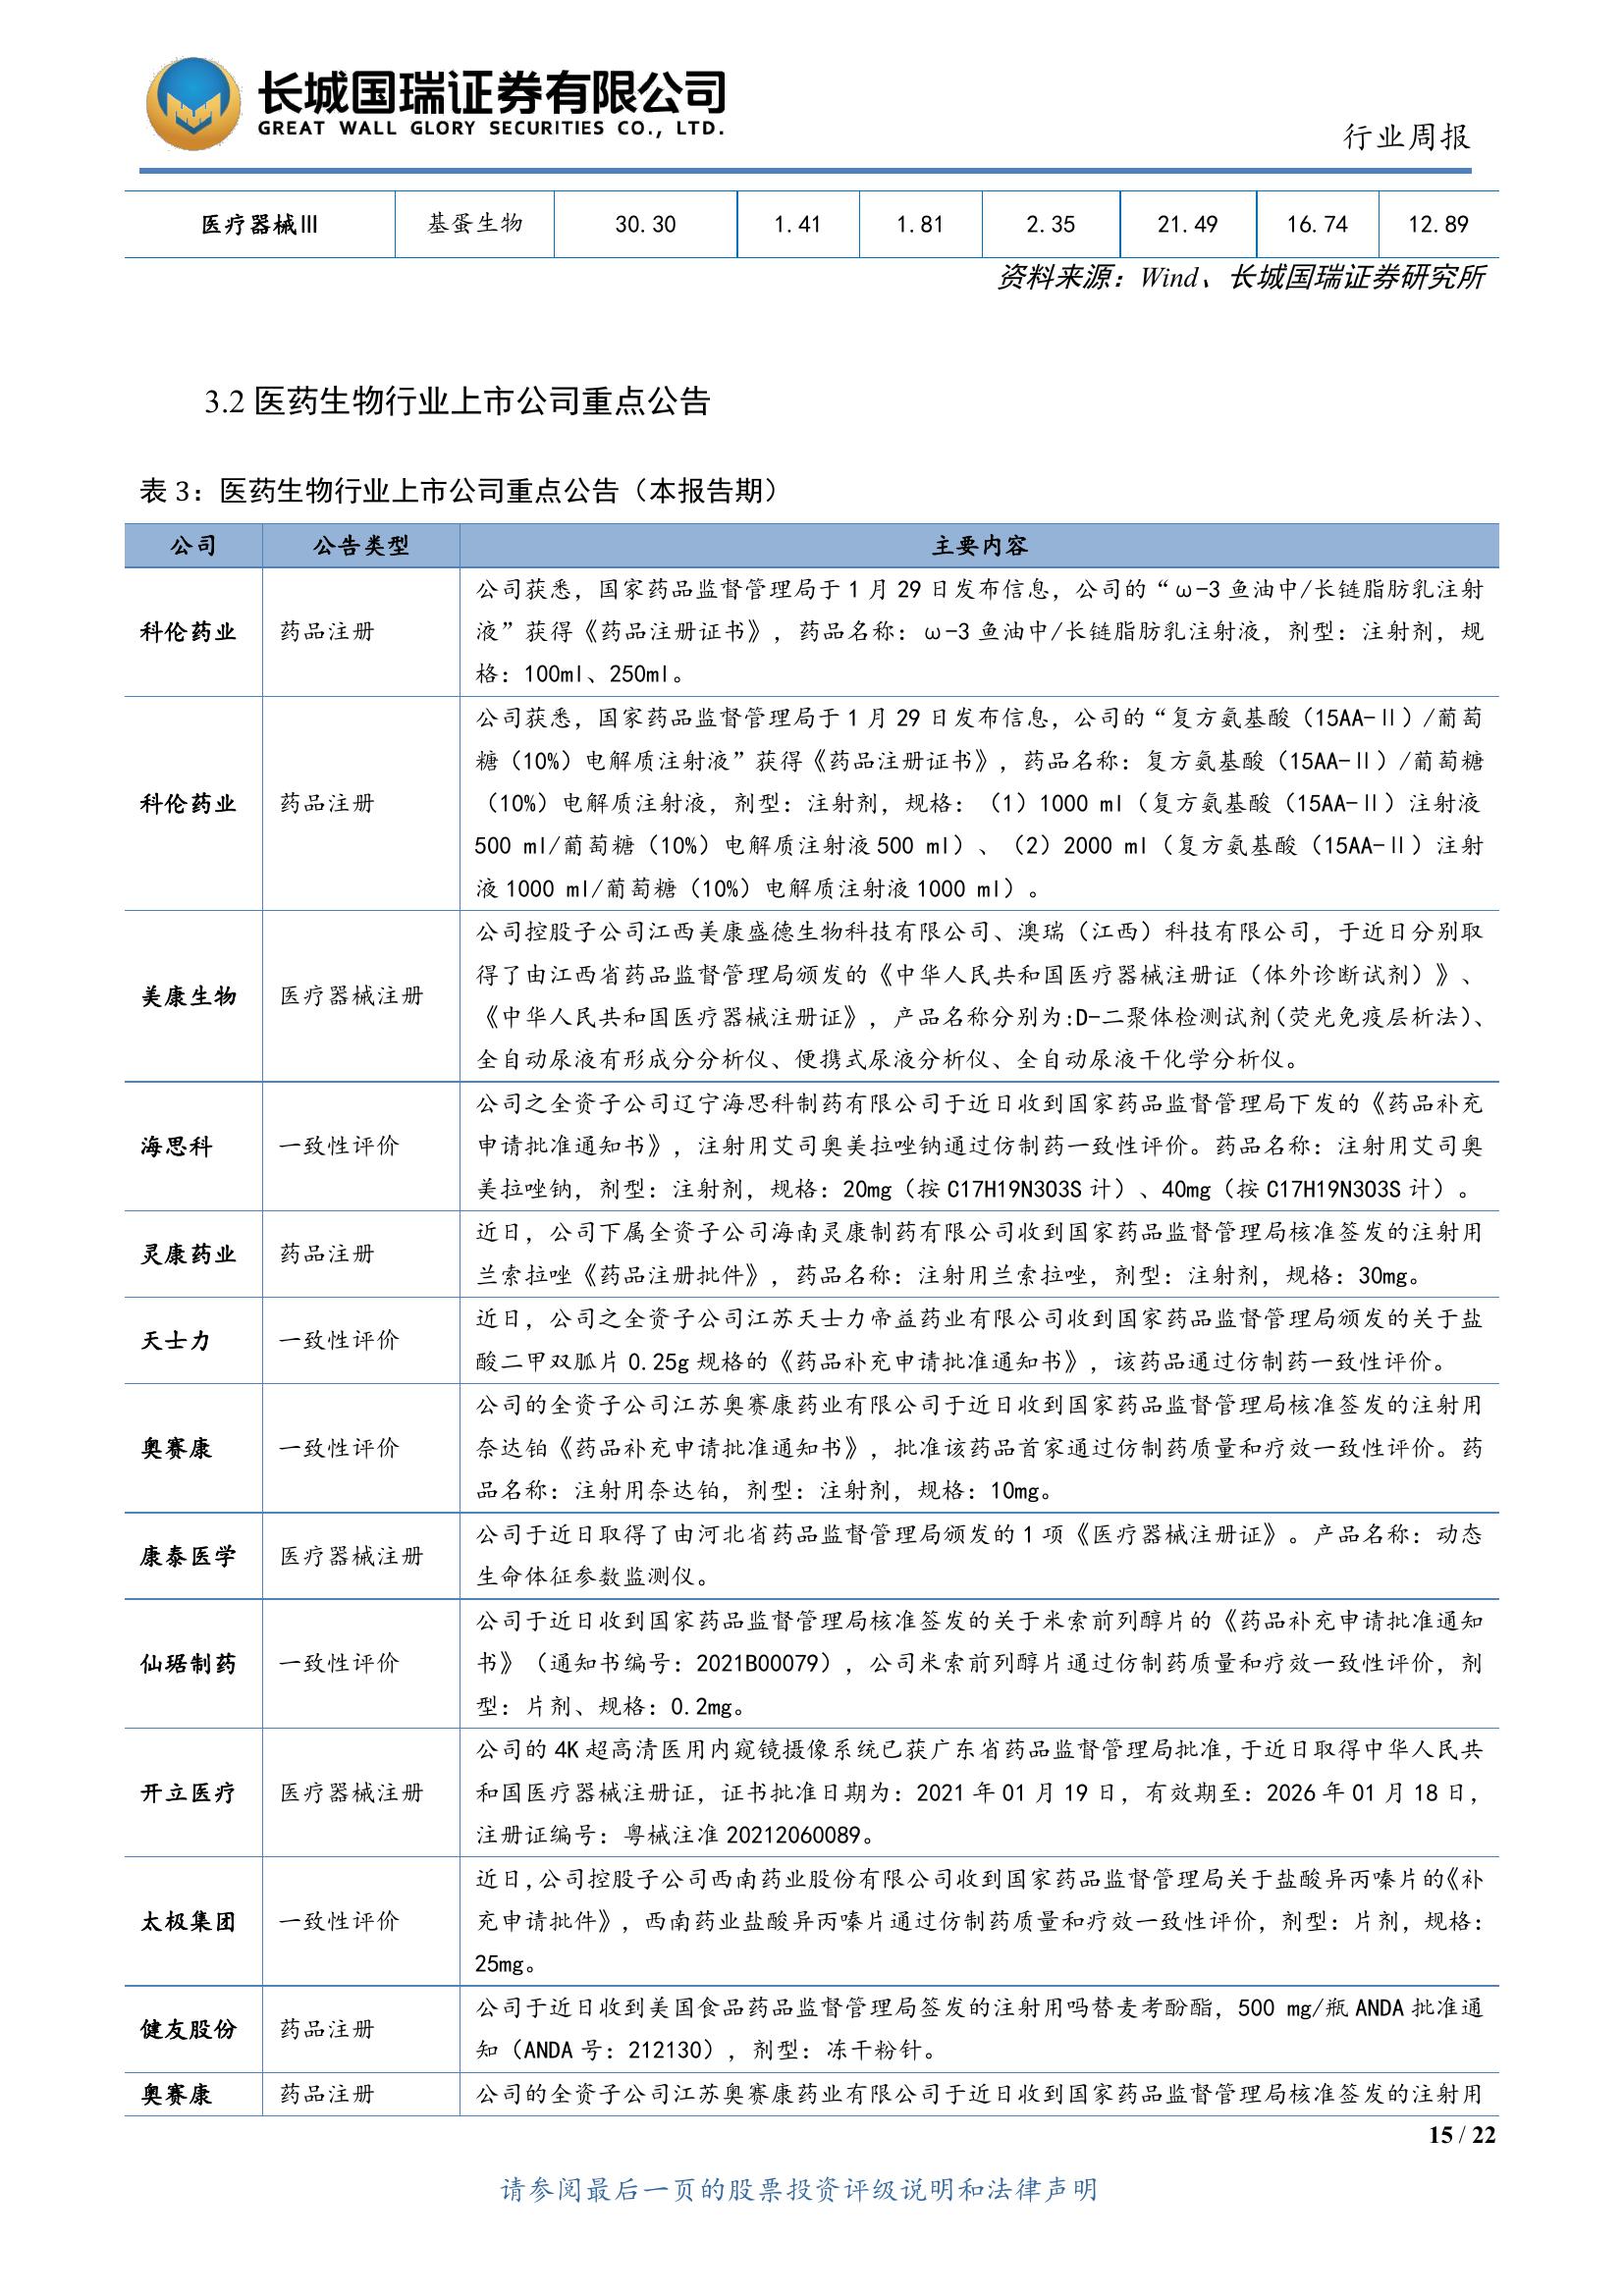 长城国瑞证券有限公司
GREAT WALL GLORY SECURITIES CO., LTD.
行业周报
医疗器械Ⅲ 基蛋生物 30.30 1.41 1.81 2.35 21.49 16.74 12.89
资料来源：Wind、长城国瑞证券研究所
3.2 医药生物行业上市公司重点公告
表 3：医药生物行业上市公司重点公告（本报告期）
公司 公告类型 主要内容
科伦药业 药品注册
公司获悉，国家药品监督管理局于 1 月 29 日发布信息，公司的“ω-3 鱼油中/长链脂肪乳注射
液”获得《药品注册证书》，药品名称：ω-3 鱼油中/长链脂肪乳注射液，剂型：注射剂，规
格：100ml、250ml。
科伦药业 药品注册
公司获悉，国家药品监督管理局于 1 月 29 日发布信息，公司的“复方氨基酸（15AA-Ⅱ）/葡萄
糖（10%）电解质注射液”获得《药品注册证书》，药品名称：复方氨基酸（15AA-Ⅱ）/葡萄糖
（10%）电解质注射液，剂型：注射剂，规格：（1）1000 ml（复方氨基酸（15AA-Ⅱ）注射液
500 ml/葡萄糖（10%）电解质注射液 500 ml）、（2）2000 ml（复方氨基酸（15AA-Ⅱ）注射
液 1000 ml/葡萄糖（10%）电解质注射液 1000 ml）。
美康生物 医疗器械注册
公司控股子公司江西美康盛德生物科技有限公司、澳瑞（江西）科技有限公司，于近日分别取
得了由江西省药品监督管理局颁发的《中华人民共和国医疗器械注册证（体外诊断试剂）》、
《中华人民共和国医疗器械注册证》，产品名称分别为:D-二聚体检测试剂（荧光免疫层析法）、
全自动尿液有形成分分析仪、便携式尿液分析仪、全自动尿液干化学分析仪。
海思科 一致性评价
公司之全资子公司辽宁海思科制药有限公司于近日收到国家药品监督管理局下发的《药品补充
申请批准通知书》，注射用艾司奥美拉唑钠通过仿制药一致性评价。药品名称：注射用艾司奥
美拉唑钠，剂型：注射剂，规格：20mg（按 C17H19N3O3S 计）、40mg（按 C17H19N3O3S 计）。
灵康药业 药品注册
近日，公司下属全资子公司海南灵康制药有限公司收到国家药品监督管理局核准签发的注射用
兰索拉唑《药品注册批件》，药品名称：注射用兰索拉唑，剂型：注射剂，规格：30mg。
天士力 一致性评价
近日，公司之全资子公司江苏天士力帝益药业有限公司收到国家药品监督管理局颁发的关于盐
酸二甲双胍片 0.25g 规格的《药品补充申请批准通知书》，该药品通过仿制药一致性评价。
奥赛康 一致性评价
公司的全资子公司江苏奥赛康药业有限公司于近日收到国家药品监督管理局核准签发的注射用
奈达铂《药品补充申请批准通知书》，批准该药品首家通过仿制药质量和疗效一致性评价。药
品名称：注射用奈达铂，剂型：注射剂，规格：10mg。
康泰医学 医疗器械注册
公司于近日取得了由河北省药品监督管理局颁发的 1 项《医疗器械注册证》。产品名称：动态
生命体征参数监测仪。
仙琚制药 一致性评价
公司于近日收到国家药品监督管理局核准签发的关于米索前列醇片的《药品补充申请批准通知
书》（通知书编号：2021B00079），公司米索前列醇片通过仿制药质量和疗效一致性评价，剂
型：片剂、规格：0.2mg。
开立医疗 医疗器械注册
公司的 4K 超高清医用内窥镜摄像系统已获广东省药品监督管理局批准，于近日取得中华人民共
和国医疗器械注册证，证书批准日期为：2021 年 01 月 19 日，有效期至：2026 年 01 月 18 日，
注册证编号：粤械注准 20212060089。
太极集团 一致性评价
近日，公司控股子公司西南药业股份有限公司收到国家药品监督管理局关于盐酸异丙嗪片的《补
充申请批件》，西南药业盐酸异丙嗪片通过仿制药质量和疗效一致性评价，剂型：片剂，规格：
25mg。
健友股份 药品注册
公司于近日收到美国食品药品监督管理局签发的注射用吗替麦考酚酯，500 mg/瓶 ANDA 批准通
知（ANDA 号：212130），剂型：冻干粉针。
奥赛康 药品注册 公司的全资子公司江苏奥赛康药业有限公司于近日收到国家药品监督管理局核准签发的注射用
15 / 22
请参阅最后一页的股票投资评级说明和法律声明